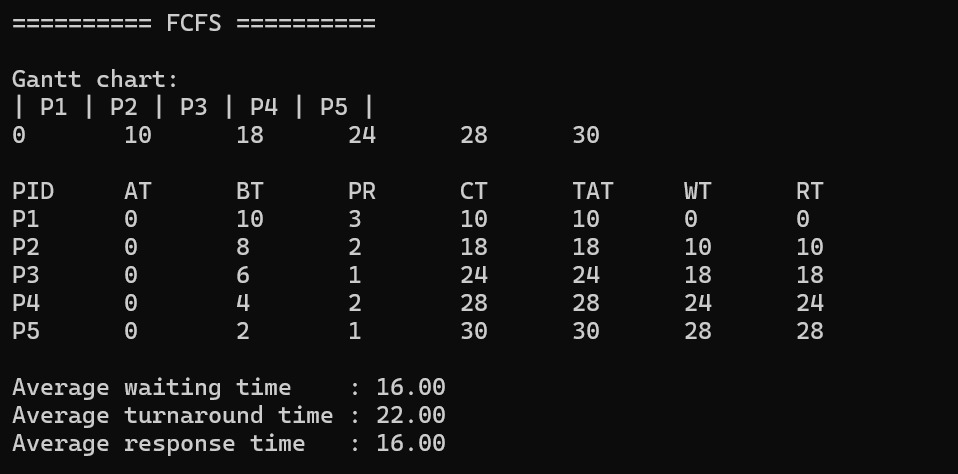 ========== FCFS ==========
Gantt chart:
| P1 | P2 | P3 | P4 | P5 |
0 10 18 24 28 30
PID AT BT PR CT TAT WT RT
P1 0 10 3 10 10 0 0
P2 0 8 2 18 18 10 10
P3 0 6 1 24 24 18 18
P4 0 4 2 28 28 24 24
P5 0 2 1 30 30 28 28
Average waiting time : 16.00
Average turnaround time : 22.00
Average response time : 16.00